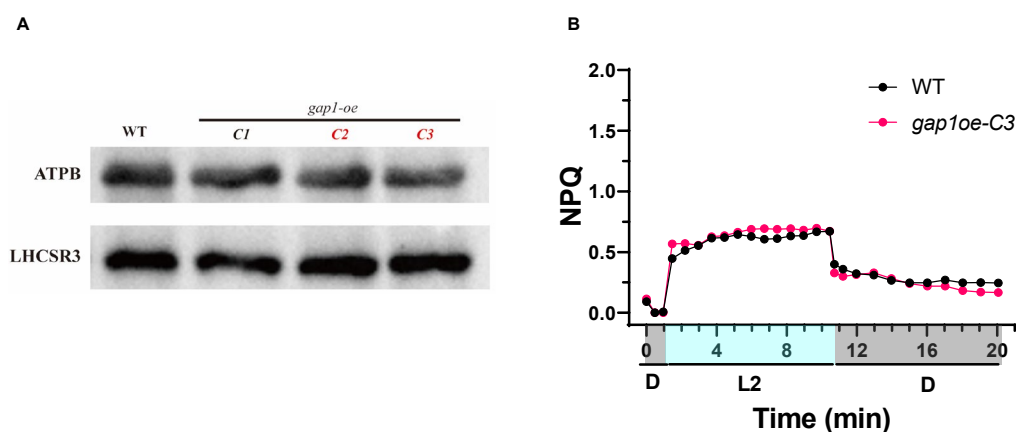 A
gap1-oe
WT C1 C2 C3
ATPB
LHCSR3
B
2.0
1.5
1.0
0.5
0.0
NPQ
WT
gap1oe-C3
0 4 8 12 16 20
D L2 D
Time (min)